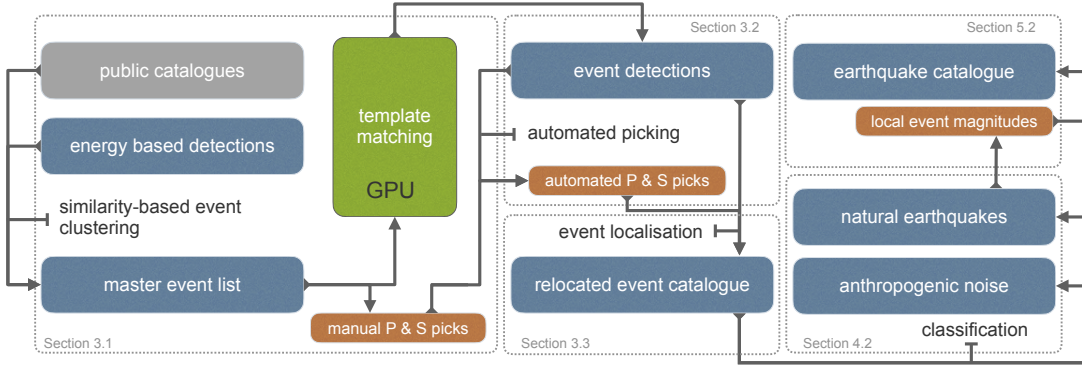 public catalogues
energy based detections
similarity-based event
clustering
master event list
template
matching
GPU
manual P & S picks
Section 3.1
Section 3.2
event detections
automated picking
automated P & S picks
event localisation
relocated event catalogue
Section 3.3
Section 5.2
earthquake catalogue
local event magnitudes
natural earthquakes
anthropogenic noise
classification
Section 4.2